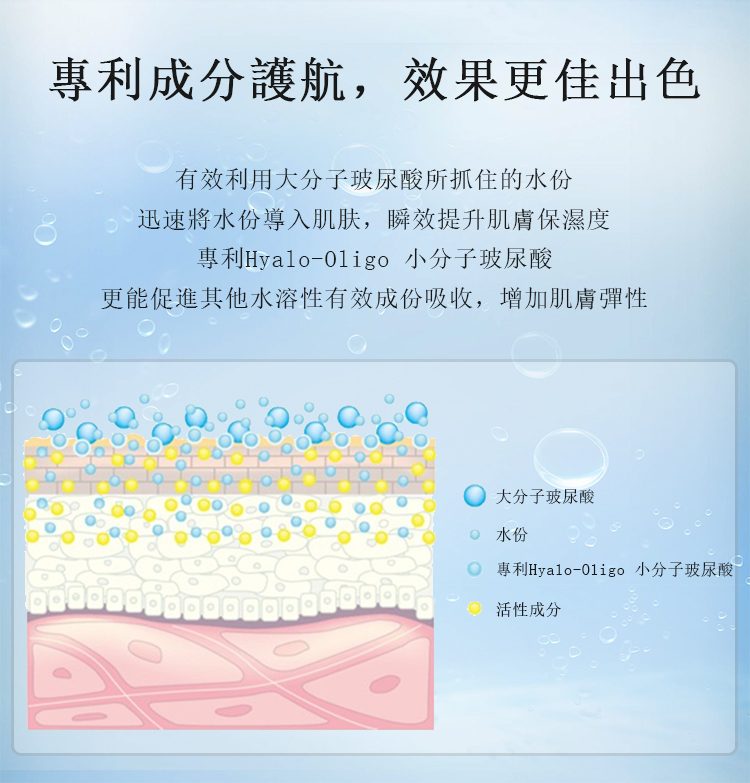 專利成分護航，效果更佳出色
有效利用大分子玻尿酸所抓住的水份
迅速將水份導入肌肤，瞬效提升肌膚保濕度
專利Hyalo-Oligo 小分子玻尿酸
更能促進其他水溶性有效成份吸收，增加肌膚彈性
大分子玻尿酸
水份
專利Hyalo-Oligo 小分子玻尿酸
活性成分